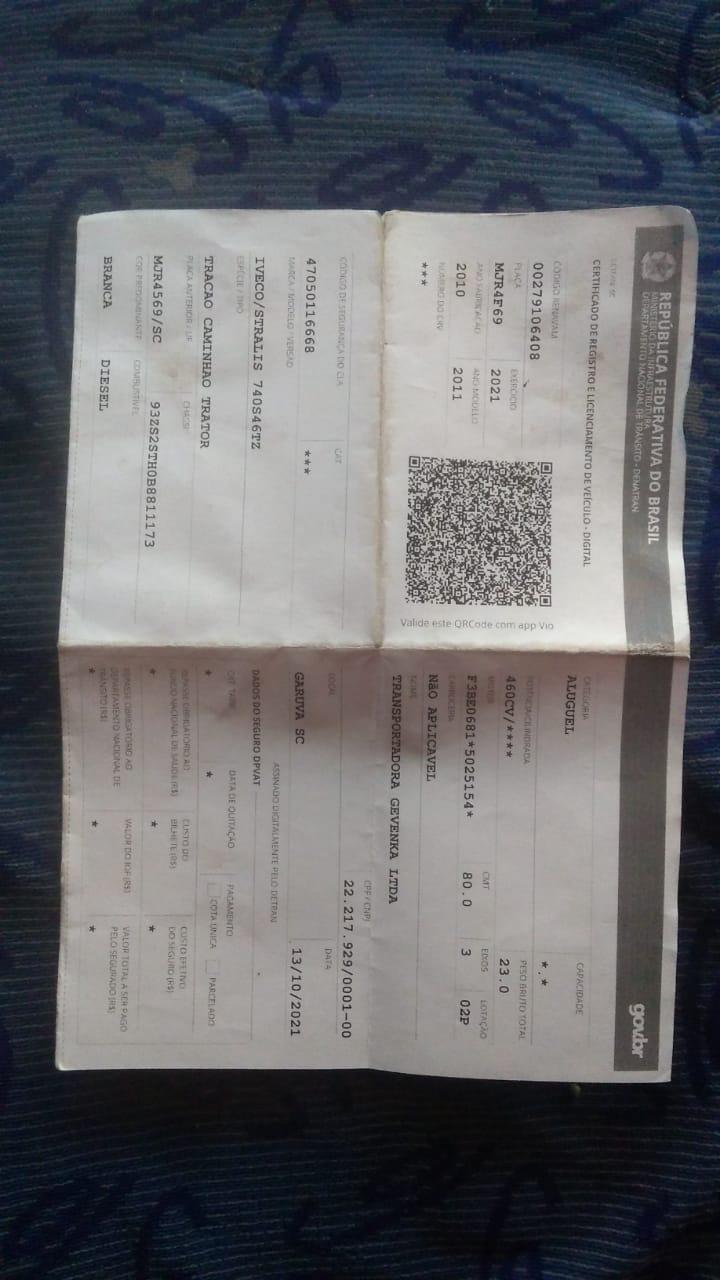 REPÚBLICA FEDERATIVA DO BRASIL
MINISTÉRIO DA INFRAESTRUTURA
DEPARTAMENTO NACIONAL DE TRÂNSITO - DENATRAN
gov.br
CERTIFICADO DE REGISTRO E LICENCIAMENTO DE VEÍCULO - DIGITAL
CÓDIGO RENAVAM
00279106408
PLACA EXERCÍCIO
MJR4F69 2021
ANO FABRICAÇÃO ANO MODELO
2010 2011
NÚMERO DO CRV
***
Valide este QRCode com app Vio
CÓDIGO DE SEGURANÇA DO CLA CAT
47050116668 ***
MARCA / MODELO / VERSÃO
IVECO/STRALIS 740S46TZ
ESPÉCIE / TIPO
TRACAO CAMINHAO TRATOR
PLACA ANTERIOR / UF CHASSI
MJR4569/SC 93ZS2STH0B8811173
COR PREDOMINANTE COMBUSTÍVEL
BRANCA DIESEL
CATEGORIA CAPACIDADE
ALUGUEL *.*
POTÊNCIA/CILINDRADA PESO BRUTO TOTAL
460CV/**** 23.0
MOTOR CMT EIXOS LOTAÇÃO
F3BE0681*5025154* 80.0 3 02P
CARROCERIA
NãO APLICAVEL
NOME
TRANSPORTADORA GEVENKA LTDA
CPF / CNPJ
22.217.929/0001-00
LOCAL DATA
GARUVA SC 13/10/2021
ASSINADO DIGITALMENTE PELO DETRAN
DADOS DO SEGURO DPVAT
CAT. TARIF DATA DE QUITAÇÃO PAGAMENTO
* * COTA ÚNICA PARCELADO
REPASSE OBRIGATÓRIO AO
FUNDO NACIONAL DE SAÚDE (R$)
*
CUSTO DO
BILHETE (R$)
*
CUSTO EFETIVO
DO SEGURO (R$)
*
REPASSE OBRIGATÓRIO AO
DEPARTAMENTO NACIONAL DE
TRÂNSITO (R$)
*
VALOR DO IOF (R$)
*
VALOR TOTAL A SER PAGO
PELO SEGURADO (R$)
*